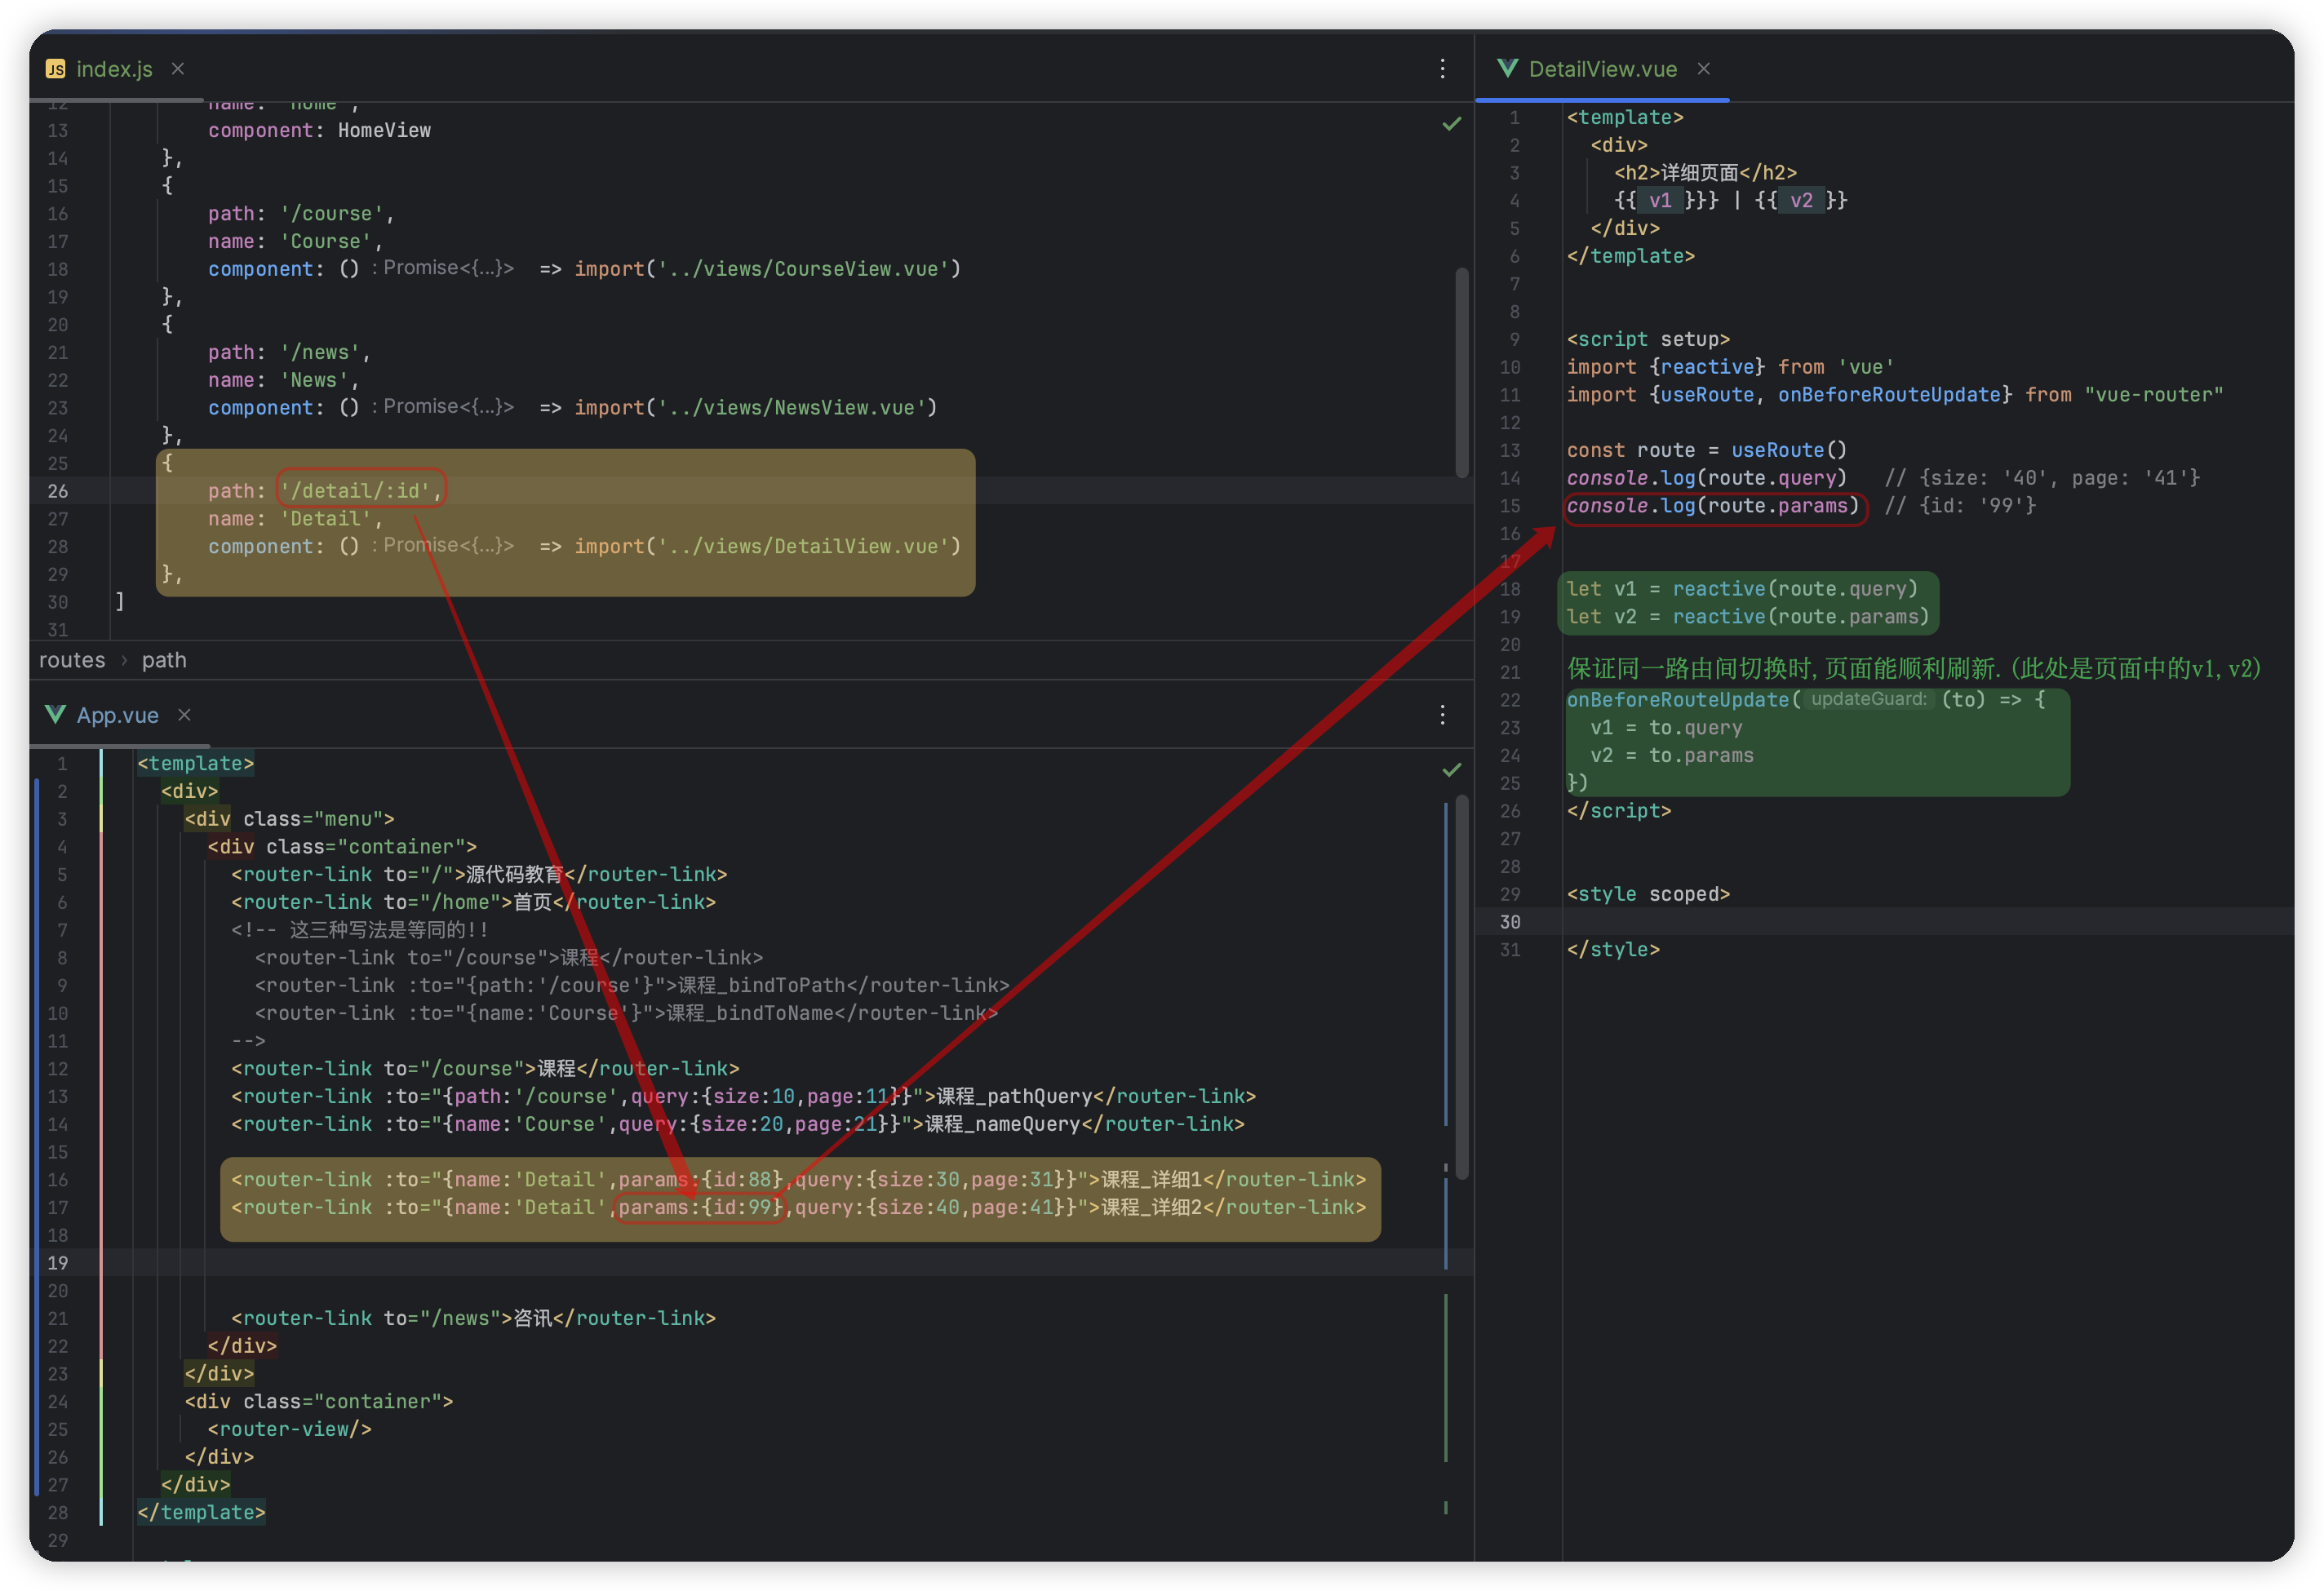 index.js
12 name: 'Home',
13 component: HomeView
14 },
15 {
16 path: '/course',
17 name: 'Course',
18 component: () : Promise<{...}> => import('../views/CourseView.vue')
19 },
20 {
21 path: '/news',
22 name: 'News',
23 component: () : Promise<{...}> => import('../views/NewsView.vue')
24 },
25 {
26 path: '/detail/:id',
27 name: 'Detail',
28 component: () : Promise<{...}> => import('../views/DetailView.vue')
29 },
30 ]
31
routes › path
App.vue
1 <template>
2 <div>
3 <div class="menu">
4 <div class="container">
5 <router-link to="/">源代码教育</router-link>
6 <router-link to="/home">首页</router-link>
7 <!-- 这三种写法是等同的!!
8 <router-link to="/course">课程</router-link>
9 <router-link :to="{path:'/course'}">课程_bindToPath</router-link>
10 <router-link :to="{name:'Course'}">课程_bindToName</router-link>
11 -->
12 <router-link to="/course">课程</router-link>
13 <router-link :to="{path:'/course',query:{size:10,page:11}}">课程_pathQuery</router-link>
14 <router-link :to="{name:'Course',query:{size:20,page:21}}">课程_nameQuery</router-link>
15
16 <router-link :to="{name:'Detail',params:{id:88},query:{size:30,page:31}}">课程_详细1</router-link>
17 <router-link :to="{name:'Detail',params:{id:99},query:{size:40,page:41}}">课程_详细2</router-link>
18
19
20
21 <router-link to="/news">咨讯</router-link>
22 </div>
23 </div>
24 <div class="container">
25 <router-view/>
26 </div>
27 </div>
28 </template>
29
DetailView.vue
1 <template>
2 <div>
3 <h2>详细页面</h2>
4 {{ v1 }}} | {{ v2 }}
5 </div>
6 </template>
7
8
9 <script setup>
10 import {reactive} from 'vue'
11 import {useRoute, onBeforeRouteUpdate} from "vue-router"
12
13 const route = useRoute()
14 console.log(route.query) // {size: '40', page: '41'}
15 console.log(route.params) // {id: '99'}
16
17
18 let v1 = reactive(route.query)
19 let v2 = reactive(route.params)
20
21 保证同一路由间切换时,页面能顺利刷新.(此处是页面中的v1,v2)
22 onBeforeRouteUpdate( updateGuard: (to) => {
23 v1 = to.query
24 v2 = to.params
25 })
26 </script>
27
28
29 <style scoped>
30
31 </style>